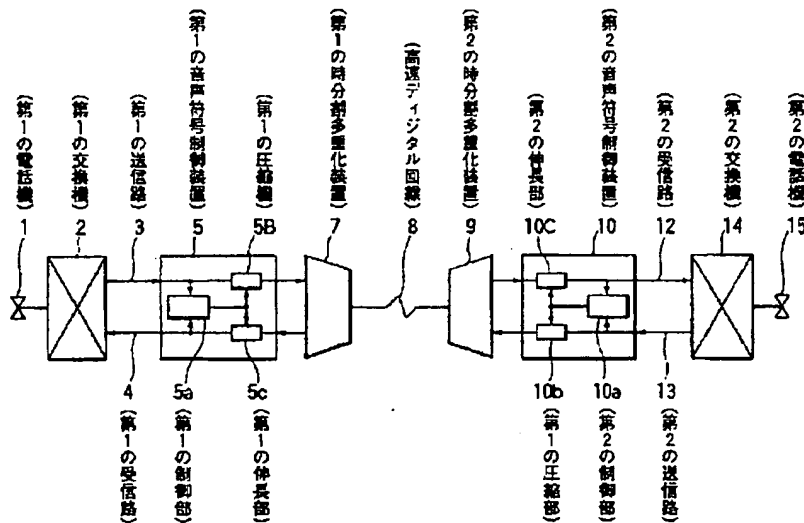 (第1の電話機)
1
(第1の交換機)
2
(第1の送信路)
3
(第1の音声符号制御装置)
5
(第1の圧縮機)
5B
(第1の時分割多重化装置)
7
(高速ディジタル回線)
8
(第2の時分割多重化装置)
9
(第2の伸長部)
10C
(第2の音声符号制御装置)
10
(第2の受信路)
12
(第2の交換機)
14
(第2の電話機)
15
4
(第1の受信路)
5a
(第1の制御部)
5c
(第1の伸長部)
10b
(第1の圧縮部)
10a
(第2の制御部)
13
(第2の送信路)